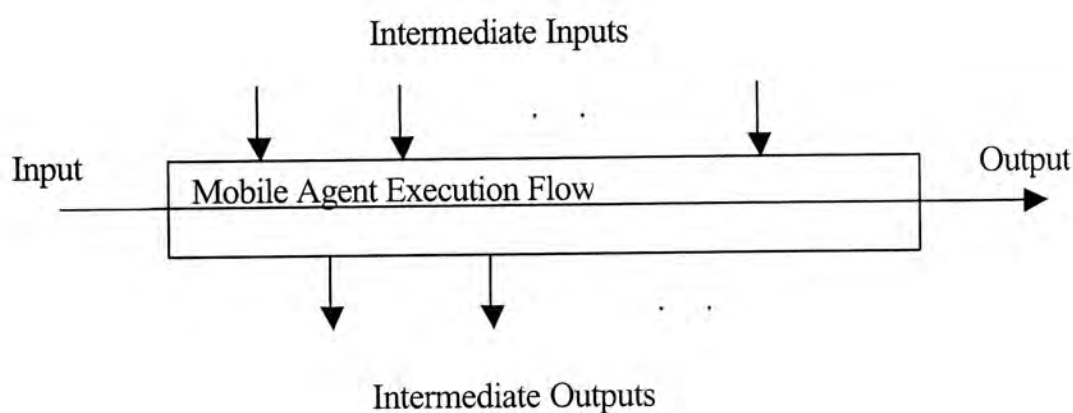 Intermediate Inputs
. .
Input
Output
Mobile Agent Execution Flow
. .
Intermediate Outputs